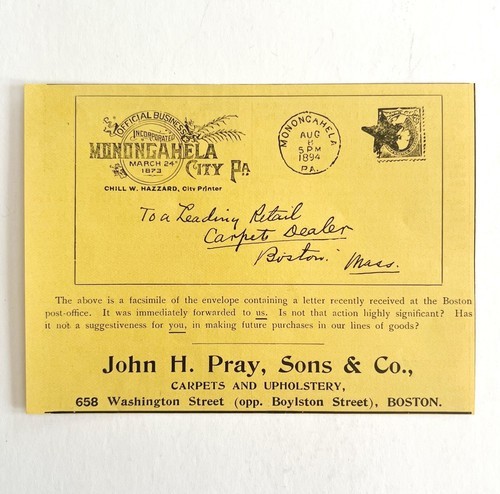 OFFICIAL BUSINESS
INCORPORATED
MONONGAHELA
CITY PA
MARCH 24th
1873
CHILL W. HAZZARD, City Printer
MONONGAHELA
AUG
8
5 PM
1894
PA.
To a Leading Retail
Carpets Dealer
Boston.
Mass.
The above is a facsimile of the envelope containing a letter recently received at the Boston
post-office. It was immediately forwarded to us. Is not that action highly significant? Has
it not a suggestiveness for you, in making future purchases in our lines of goods?
John H. Pray, Sons & Co.,
CARPETS AND UPHOLSTERY,
658 Washington Street (opp. Boylston Street), BOSTON.